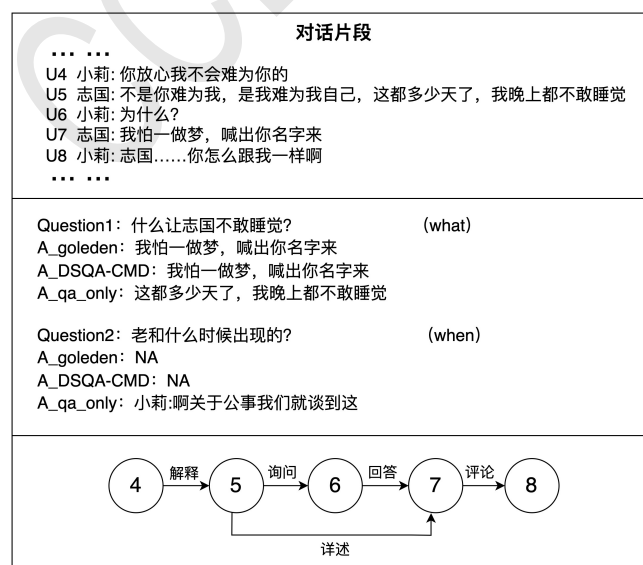 对话片段
... ...
U4 小莉: 你放心我不会难为你的
U5 志国: 不是你难为我，是我难为我自己，这都多少天了，我晚上都不敢睡觉
U6 小莉: 为什么?
U7 志国: 我怕一做梦，喊出你名字来
U8 小莉: 志国……你怎么跟我一样啊
... ...
Question1：什么让志国不敢睡觉? （what）
A_goleden：我怕一做梦，喊出你名字来
A_DSQA-CMD：我怕一做梦，喊出你名字来
A_qa_only：这都多少天了，我晚上都不敢睡觉
Question2：老和什么时候出现的? （when）
A_goleden：NA
A_DSQA-CMD：NA
A_qa_only：小莉:啊关于公事我们就谈到这
4 解释 5 询问 6 回答 7 评论 8
详述